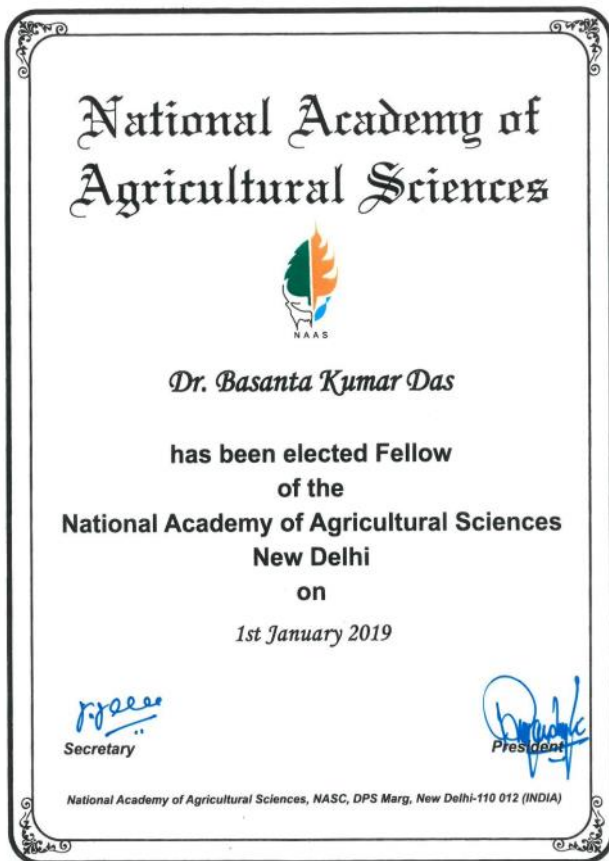 National Academy of
Agricultural Sciences
NAAS
Dr. Basanta Kumar Das
has been elected Fellow
of the
National Academy of Agricultural Sciences
New Delhi
on
1st January 2019
Secretary
President
National Academy of Agricultural Sciences, NASC, DPS Marg, New Delhi-110 012 (INDIA)